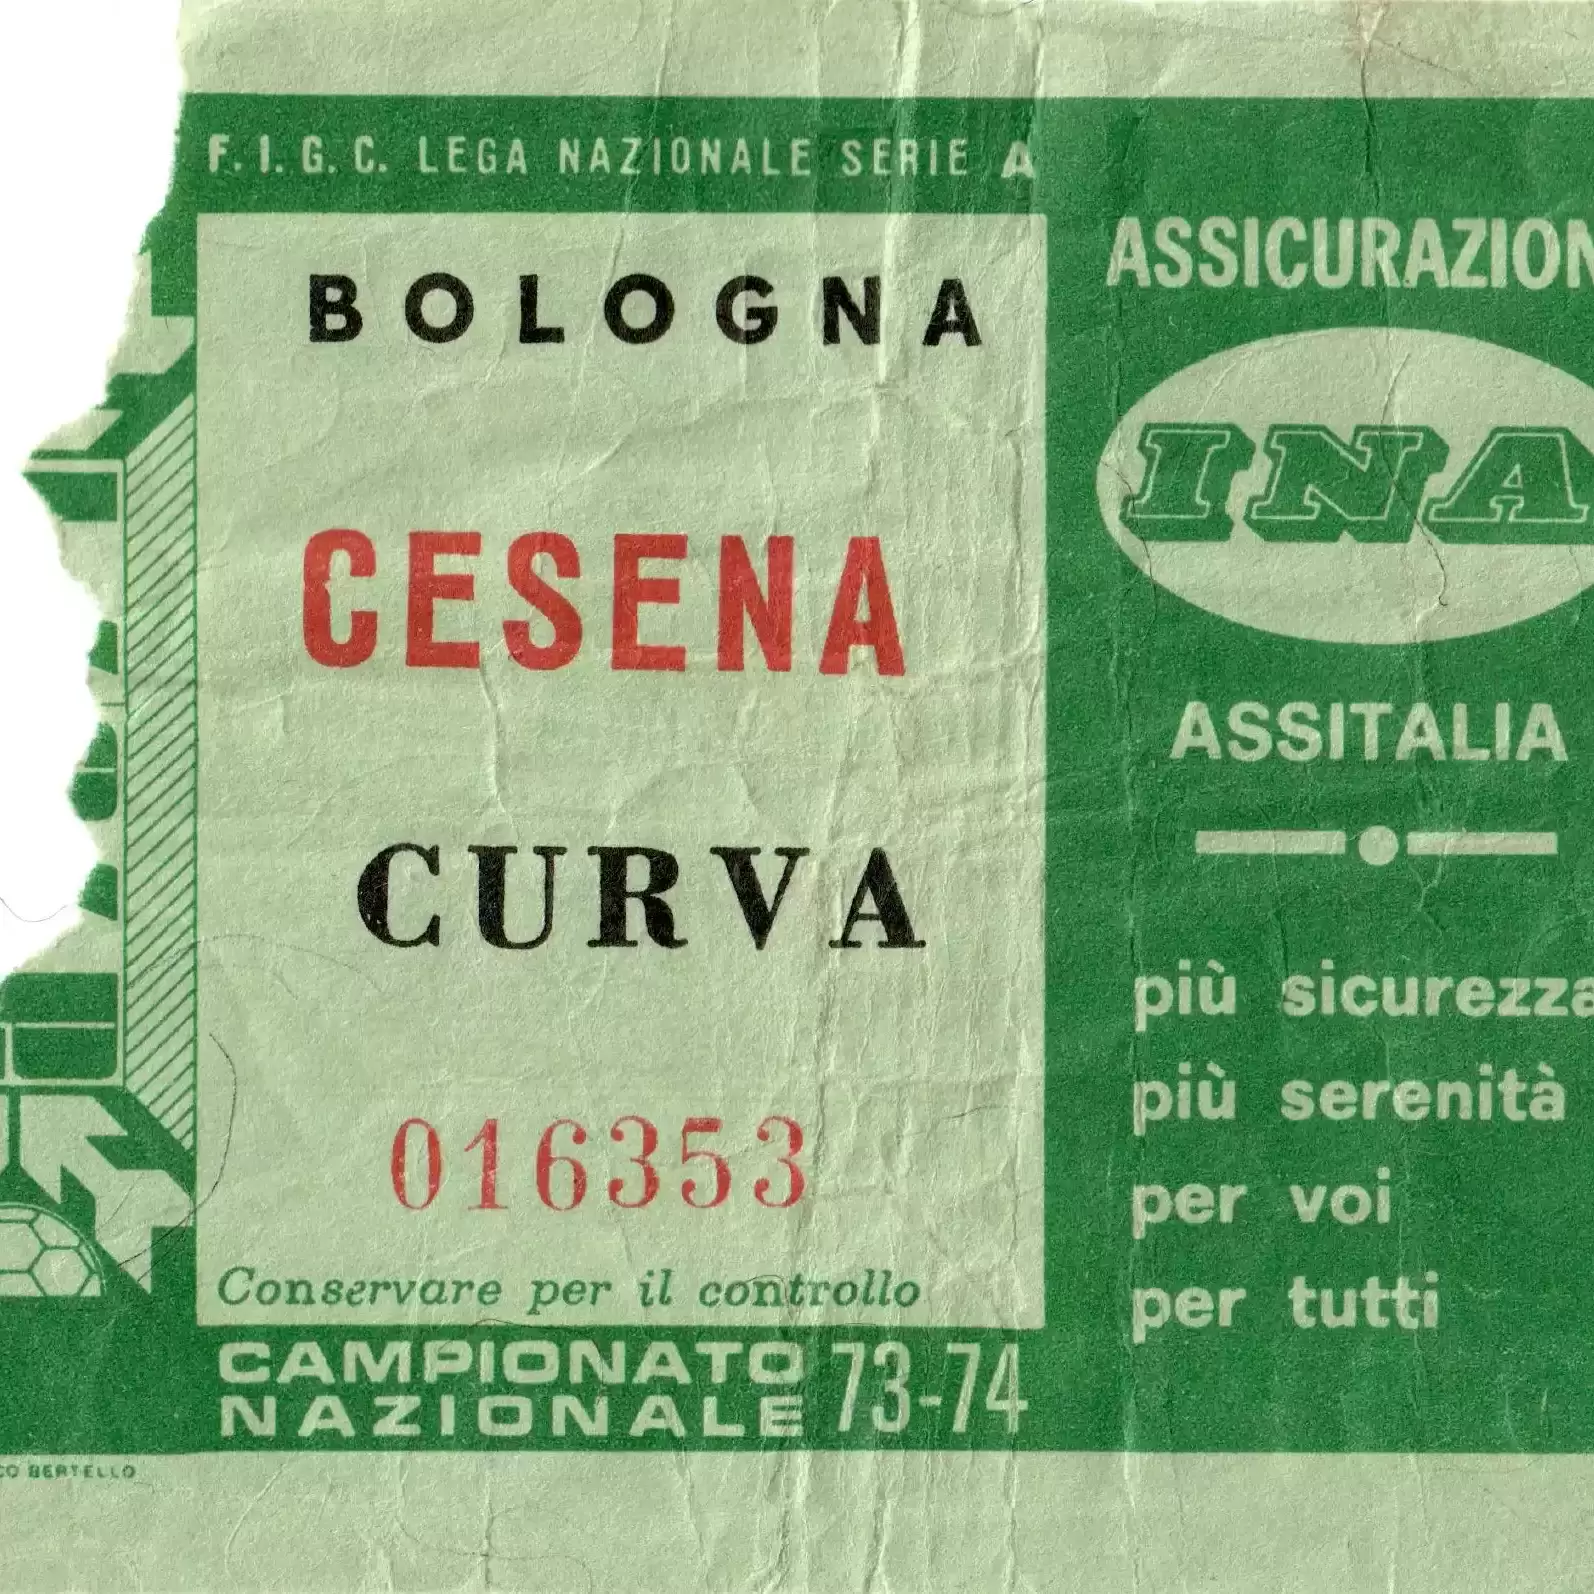 F. I. G. C. LEGA NAZIONALE SERIE A
BOLOGNA
CESENA
CURVA
016353
Conservare per il controllo
CAMPIONATO
NAZIONALE 73-74
BERTELLO
ASSICURAZION
INA
ASSITALIA
più sicurezza
più serenità
per voi
per tutti